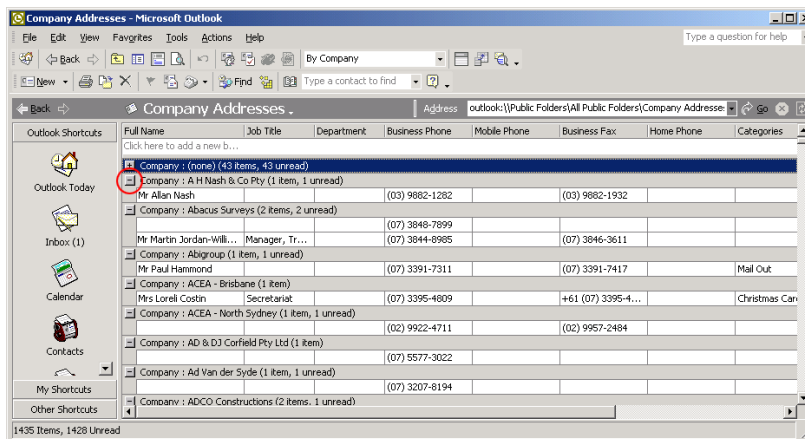 Company Addresses - Microsoft Outlook
File Edit View Favorites Tools Actions Help
Type a question for help
Back
By Company
New
Find
Type a contact to find
Back
Company Addresses .
Address
outlook:\\Public Folders\All Public Folders\Company Addresse:
Go
Outlook Shortcuts
Outlook Today
Inbox (1)
Calendar
Contacts
My Shortcuts
Other Shortcuts
Full Name Job Title Department Business Phone Mobile Phone Business Fax Home Phone Categories
Click here to add a new b...
Company : (none) (43 items, 43 unread)
Company : A H Nash & Co Pty (1 item, 1 unread)
Mr Allan Nash (03) 9882-1282 (03) 9882-1932
Company : Abacus Surveys (2 items, 2 unread)
(07) 3848-7899
Mr Martin Jordan-Willi... Manager, Tr... (07) 3844-8985 (07) 3846-3611
Company : Abigroup (1 item, 1 unread)
Mr Paul Hammond (07) 3391-7311 (07) 3391-7417 Mail Out
Company : ACEA - Brisbane (1 item)
Mrs Loreli Costin Secretariat (07) 3395-4809 +61 (07) 3395-4... Christmas Car
Company : ACEA - North Sydney (1 item, 1 unread)
(02) 9922-4711 (02) 9957-2484
Company : AD & DJ Corfield Pty Ltd (1 item)
(07) 5577-3022
Company : Ad Van der Syde (1 item, 1 unread)
(07) 3207-8194
Company : ADCO Constructions (2 items, 1 unread)
1435 Items, 1428 Unread